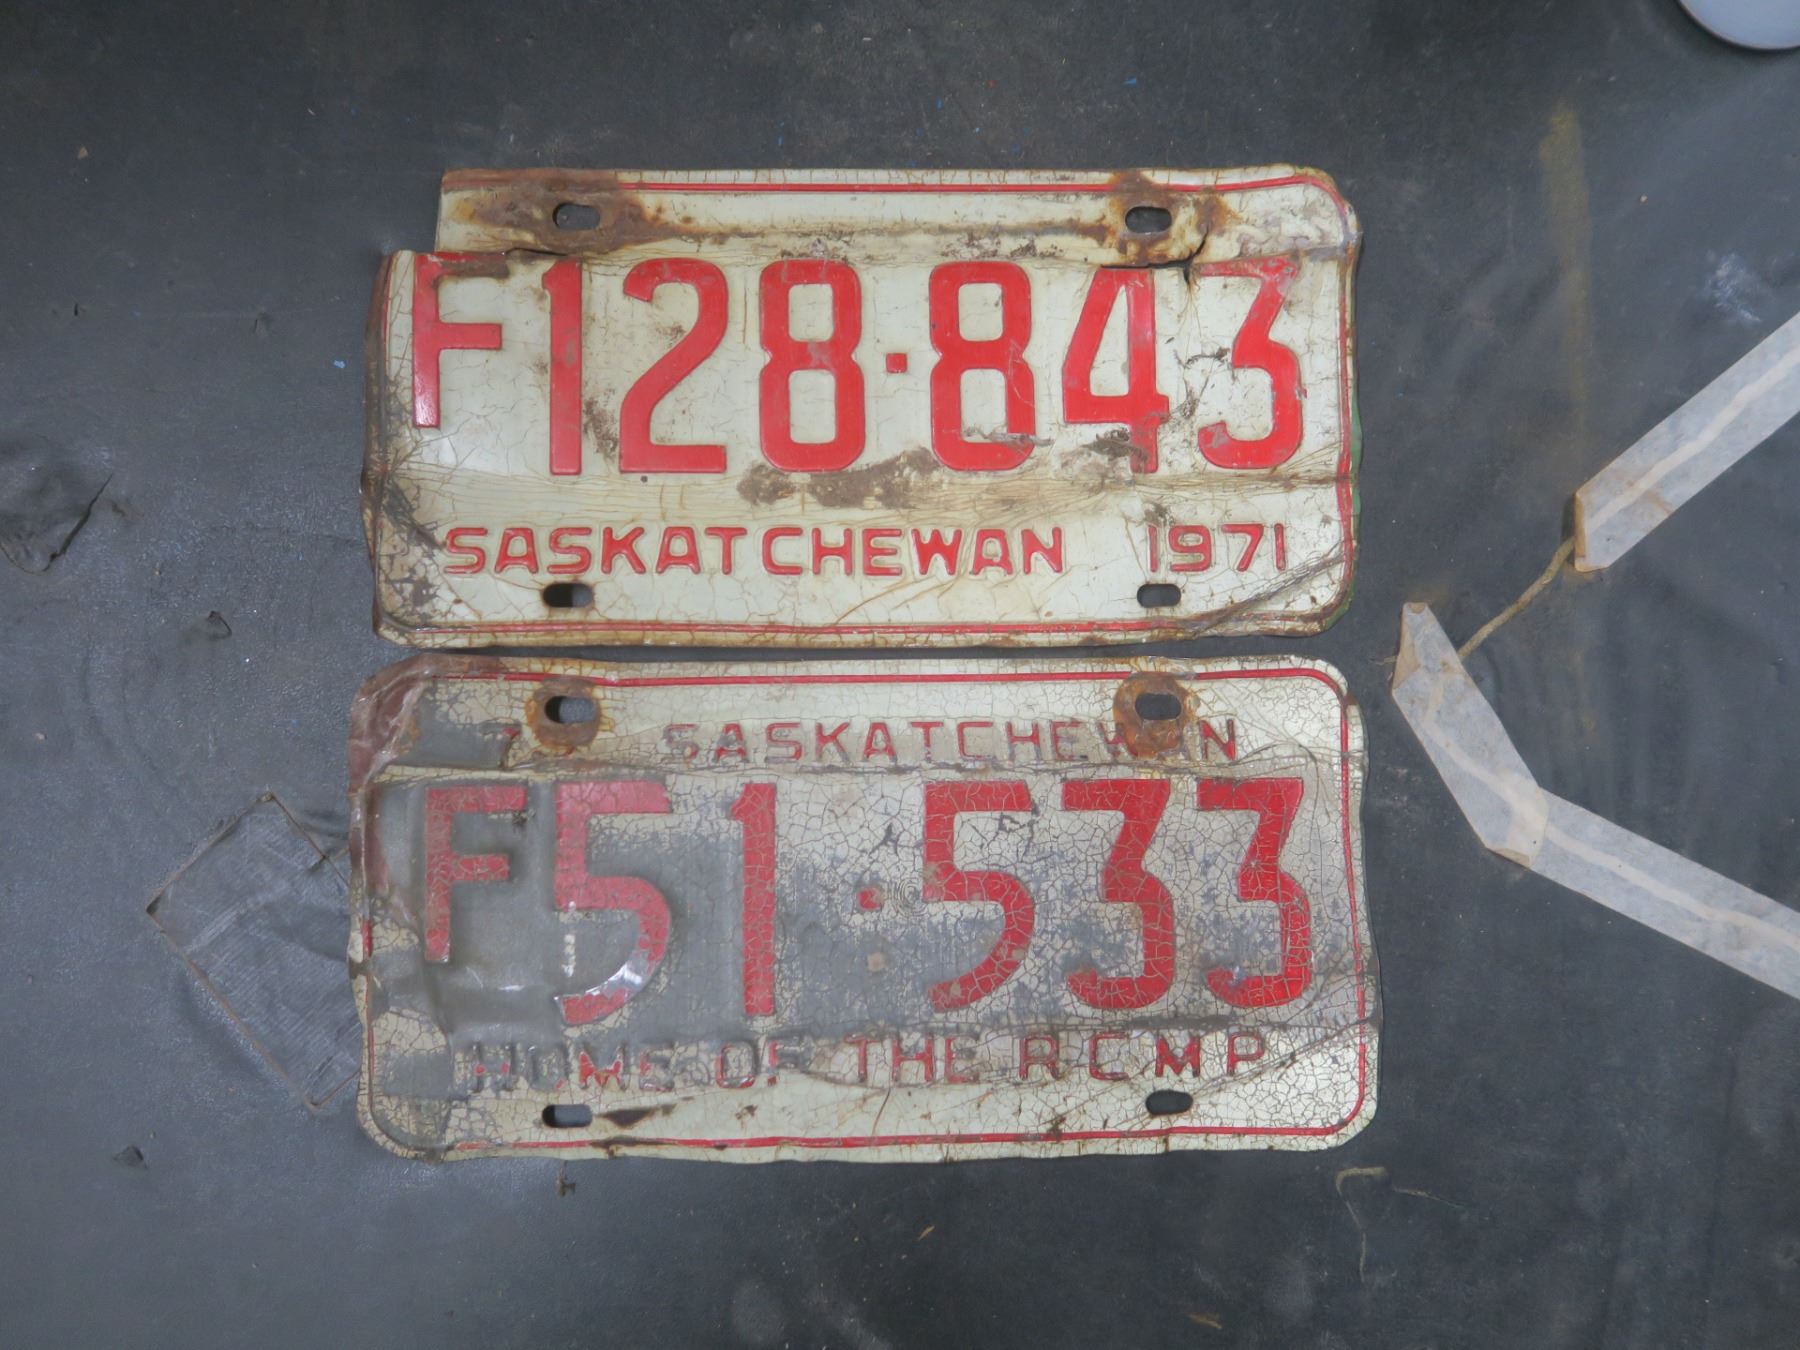 F128·843
SASKATCHEWAN 1971
SASKATCHEWAN
F51·533
HOME OF THE RCMP